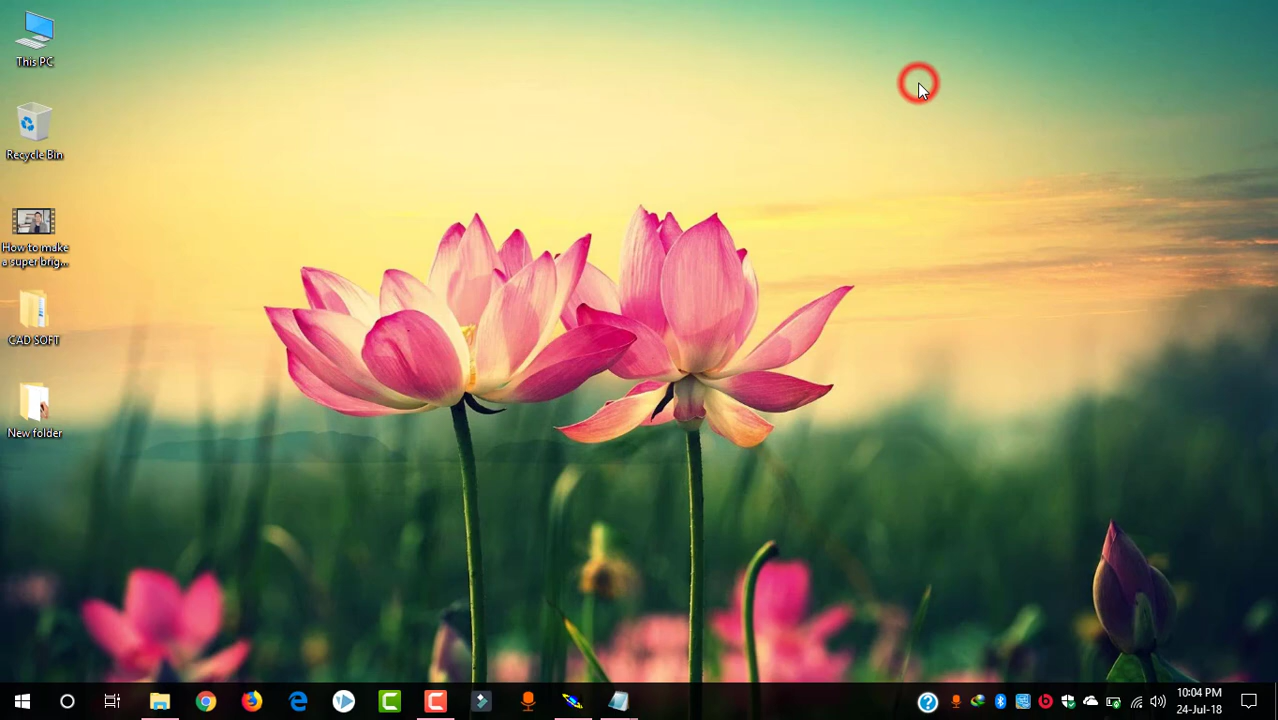 This PC
Recycle Bin
How to make
a super brig...
CAD SOFT
New folder
10:04 PM
24-Jul-18